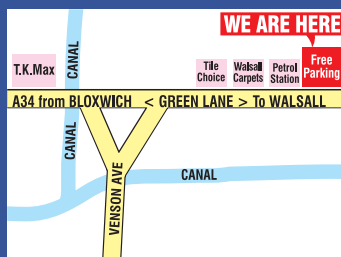 WE ARE HERE
T.K.Max
CANAL
Tile
Choice
Walsall
Carpets
Petrol
Station
Free
Parking
A34 from BLOXWICH < GREEN LANE > To WALSALL
CANAL
VENSON AVE
CANAL